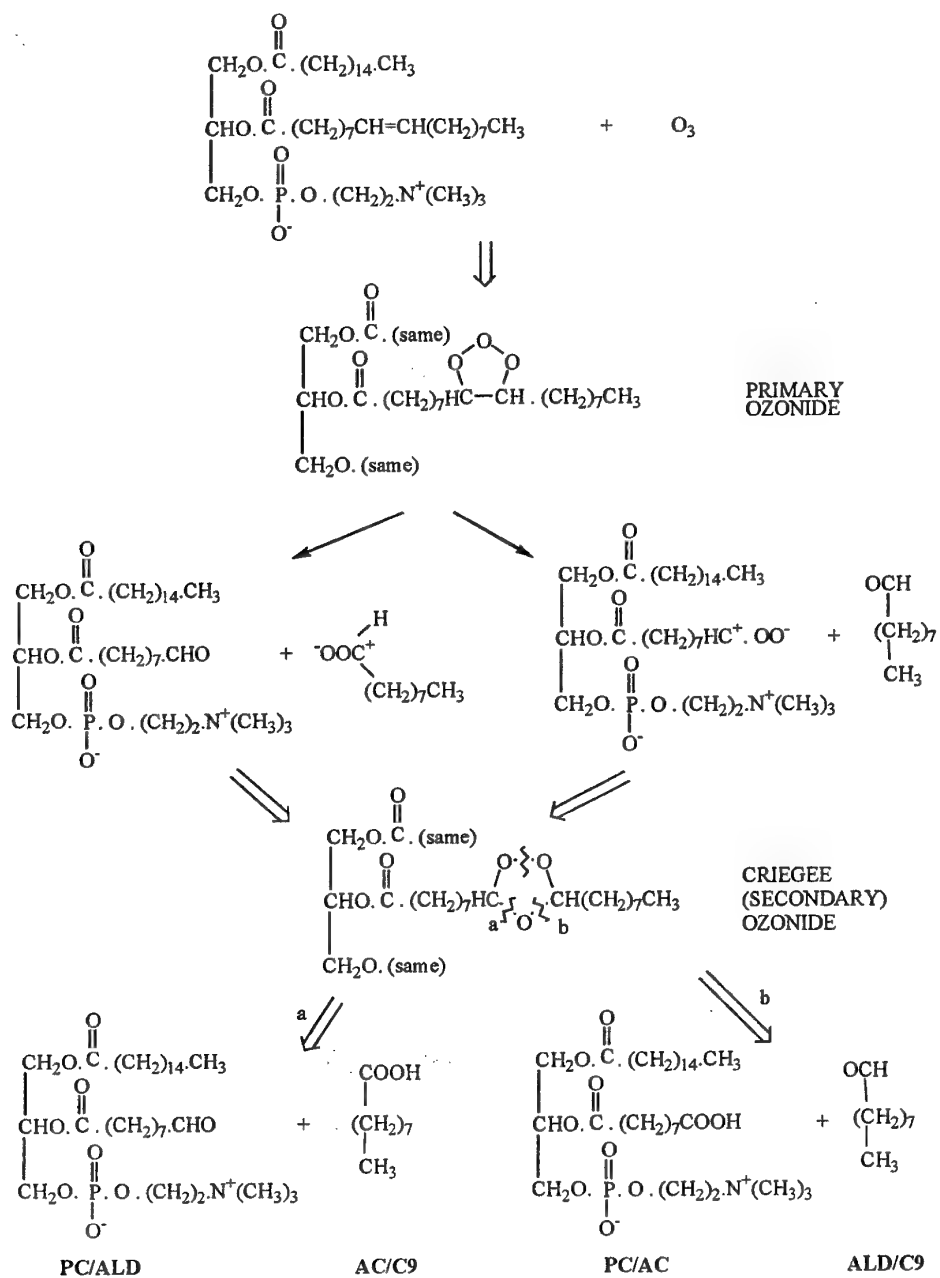 O
CH2O. C. (CH2)14.CH3
O
CHO. C. (CH2)7CH=CH(CH2)7CH3 + O3
O
CH2O. P. O. (CH2)2.N+(CH3)3
O-
O
CH2O. C. (same)
O O O
O
CHO. C. (CH2)7HC—CH. (CH2)7CH3
CH2O. (same)
PRIMARY
OZONIDE
O
CH2O. C. (CH2)14.CH3
O
CHO. C. (CH2)7.CHO
O
CH2O. P. O. (CH2)2.N+(CH3)3
O-
+
H
-OOC+
(CH2)7CH3
O
CH2O. C. (CH2)14.CH3
O
CHO. C. (CH2)7HC+. OO-
O
CH2O. P. O. (CH2)2.N+(CH3)3
O-
+
OCH
(CH2)7
CH3
O
CH2O. C. (same)
O O
O
CHO. C. (CH2)7HC CH(CH2)7CH3
a O b
CH2O. (same)
CRIEGEE
(SECONDARY)
OZONIDE
a
b
O
CH2O. C. (CH2)14.CH3
O
CHO. C. (CH2)7.CHO
O
CH2O. P. O. (CH2)2.N+(CH3)3
O-
+
COOH
(CH2)7
CH3
O
CH2O. C. (CH2)14.CH3
O
CHO. C. (CH2)7COOH
O
CH2O. P. O. (CH2)2.N+(CH3)3
O-
+
OCH
(CH2)7
CH3
PC/ALD AC/C9 PC/AC ALD/C9